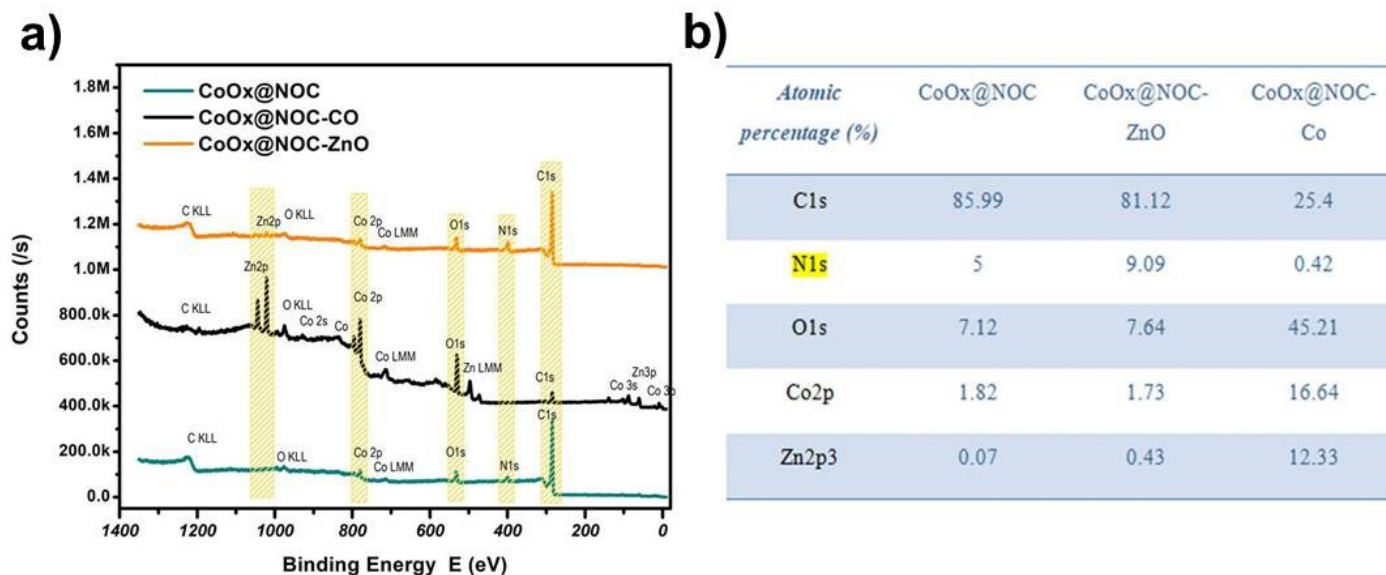 a)
b)
CoOx@NOC
CoOx@NOC-CO
CoOx@NOC-ZnO
1.8M
1.6M
1.4M
1.2M
1.0M
800.0k
600.0k
400.0k
200.0k
0.0
Counts (/s)
C KLL
Zn2p
O KLL
Co 2p
Co LMM
O1s
N1s
C1s
C KLL
Zn2p
O KLL
Co 2s
Co
Co 2p
Co LMM
O1s
Zn LMM
C1s
Co 3s
Zn3p
Co 3p
C KLL
O KLL
Co 2p
Co LMM
O1s
N1s
C1s
1400 1200 1000 800 600 400 200 0
Binding Energy E (eV)
Atomic percentage (%) CoOx@NOC CoOx@NOC-ZnO CoOx@NOC-Co
C1s 85.99 81.12 25.4
N1s 5 9.09 0.42
O1s 7.12 7.64 45.21
Co2p 1.82 1.73 16.64
Zn2p3 0.07 0.43 12.33